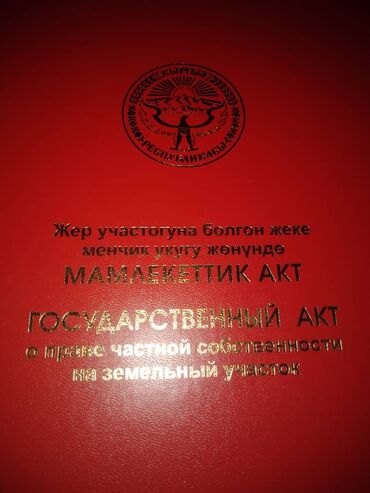 КЫРГЫЗ
РЕСПУБЛИКАСЫ
Жер участогуна болгон жеке
менчик укугу жөнүндө
МАМЛЕКЕТТИК АКТ
ГОСУДАРСТВЕННЫЙ АКТ
о праве частной собственности
на земельный участок